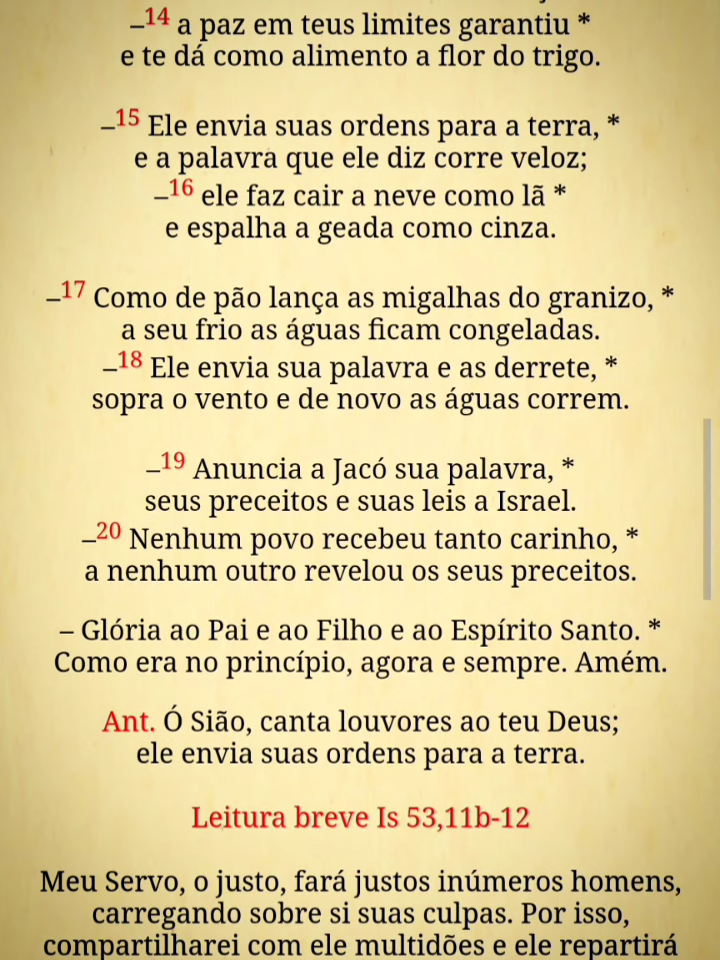 –14 a paz em teus limites garantiu *
e te dá como alimento a flor do trigo.
–15 Ele envia suas ordens para a terra, *
e a palavra que ele diz corre veloz;
–16 ele faz cair a neve como lã *
e espalha a geada como cinza.
–17 Como de pão lança as migalhas do granizo, *
a seu frio as águas ficam congeladas.
–18 Ele envia sua palavra e as derrete, *
sopra o vento e de novo as águas correm.
–19 Anuncia a Jacó sua palavra, *
seus preceitos e suas leis a Israel.
–20 Nenhum povo recebeu tanto carinho, *
a nenhum outro revelou os seus preceitos.
– Glória ao Pai e ao Filho e ao Espírito Santo. *
Como era no princípio, agora e sempre. Amém.
Ant. Ó Sião, canta louvores ao teu Deus;
ele envia suas ordens para a terra.
Leitura breve Is 53,11b-12
Meu Servo, o justo, fará justos inúmeros homens,
carregando sobre si suas culpas. Por isso,
compartilharei com ele multidões e ele repartirá